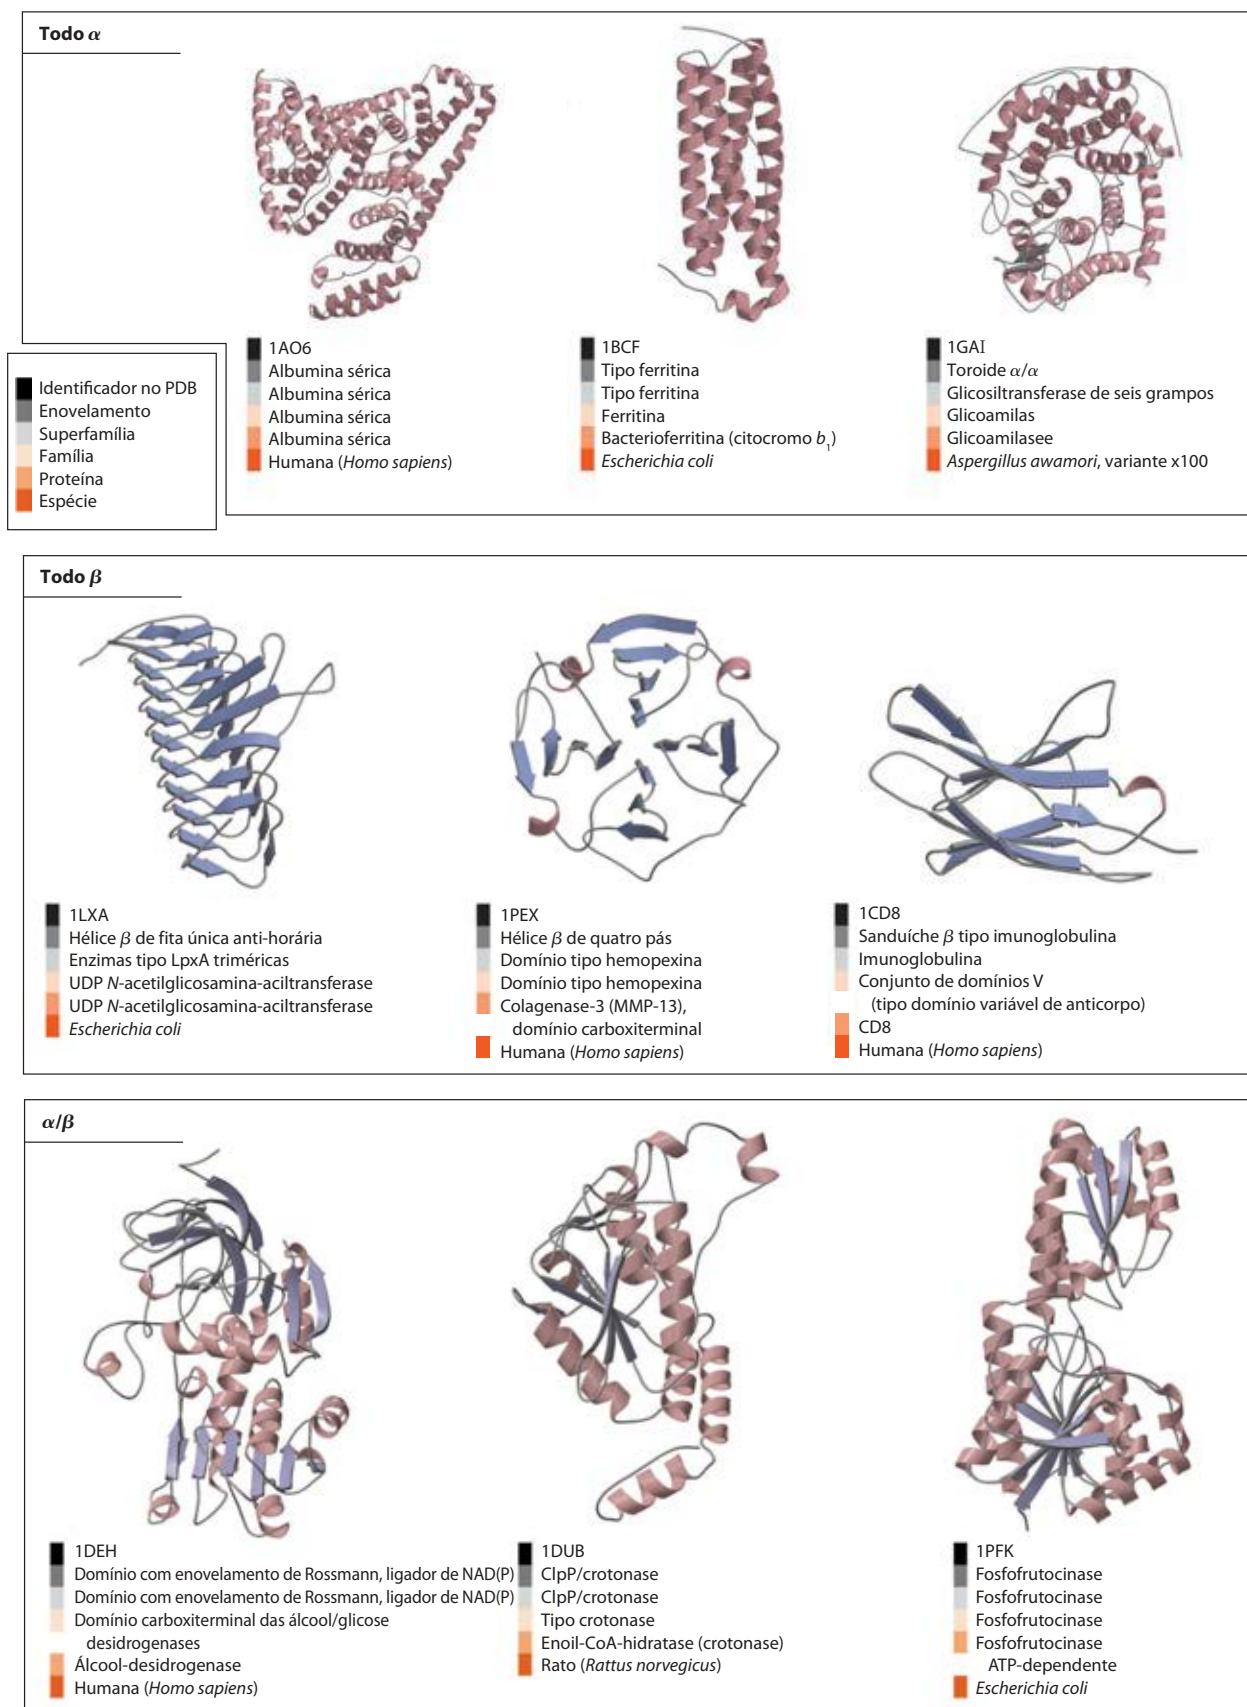 Todo α
1AO6
Albumina sérica
Albumina sérica
Albumina sérica
Albumina sérica
Humana (Homo sapiens)
1BCF
Tipo ferritina
Tipo ferritina
Ferritina
Bacterioferritina (citocromo b₁)
Escherichia coli
1GAI
Toroide α/α
Glicosiltransferase de seis grampos
Glicoamilas
Glicoamilasee
Aspergillus awamori, variante x100
Identificador no PDB
Enovelamento
Superfamília
Família
Proteína
Espécie
Todo β
1LXA
Hélice β de fita única anti-horária
Enzimas tipo LpxA triméricas
UDP N-acetilglicosamina-aciltransferase
UDP N-acetilglicosamina-aciltransferase
Escherichia coli
1PEX
Hélice β de quatro pás
Domínio tipo hemopexina
Domínio tipo hemopexina
Colagenase-3 (MMP-13),
domínio carboxiterminal
Humana (Homo sapiens)
1CD8
Sanduíche β tipo imunoglobulina
Imunoglobulina
Conjunto de domínios V
(tipo domínio variável de anticorpo)
CD8
Humana (Homo sapiens)
α/β
1DEH
Domínio com enovelamento de Rossmann, ligador de NAD(P)
Domínio com enovelamento de Rossmann, ligador de NAD(P)
Domínio carboxiterminal das álcool/glicose
desidrogenases
Álcool-desidrogenase
Humana (Homo sapiens)
1DUB
ClpP/crotonase
ClpP/crotonase
Tipo crotonase
Enoil-CoA-hidratase (crotonase)
Rato (Rattus norvegicus)
1PFK
Fosfofrutocinase
Fosfofrutocinase
Fosfofrutocinase
Fosfofrutocinase
ATP-dependente
Escherichia coli